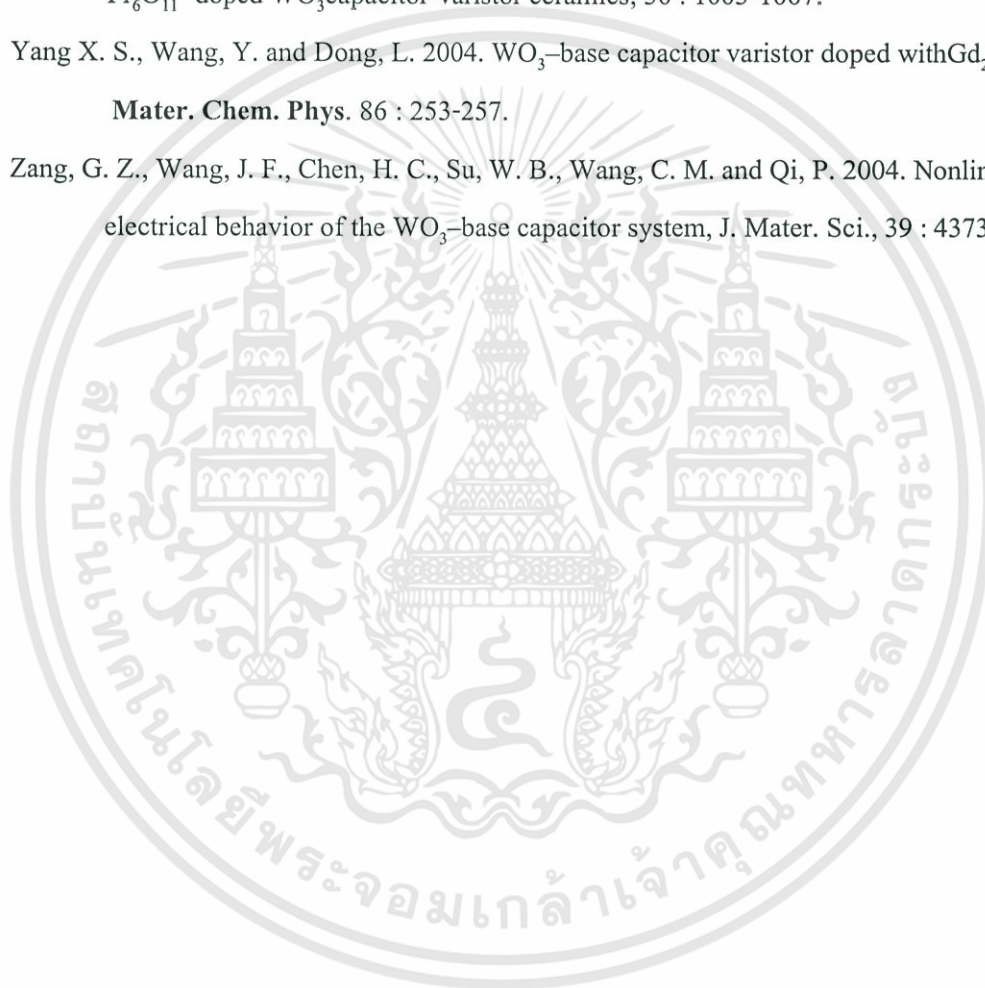 doped WO₃capacitor-varistor ceramics, 30 : 1003-1007.
Yang X. S., Wang, Y. and Dong, L. 2004. WO₃–base capacitor varistor doped withGd₂
Mater. Chem. Phys. 86 : 253-257.
Zang, G. Z., Wang, J. F., Chen, H. C., Su, W. B., Wang, C. M. and Qi, P. 2004. Nonlin
electrical behavior of the WO₃–base capacitor system, J. Mater. Sci., 39 : 4373
๔
สถาบันเทคโนโลยีพระจอมเกล้าเจ้าคุณทหารลาดกระบัง